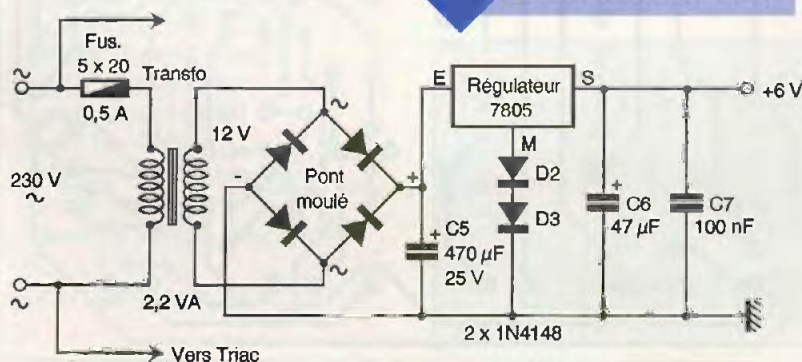 Fus.
5 x 20
0,5 A
Transfo
230 V
~
~
~
12 V
2,2 VA
Vers Triac
~
~
-
+
Pont
moulé
+
C5
470 µF
25 V
E
Régulateur
7805
S
M
D2
D3
2 x 1N4148
+
C6
47 µF
C7
100 nF
+6 V